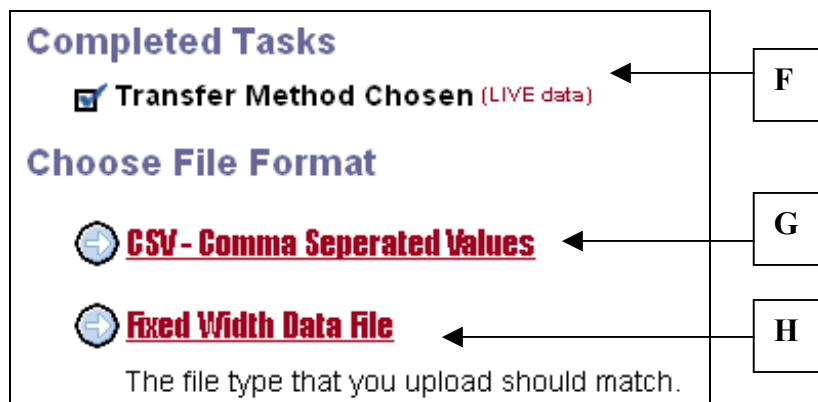 Completed Tasks
Transfer Method Chosen (LIVE data)
F
Choose File Format
CSV - Comma Seperated Values
G
Fixed Width Data File
H
The file type that you upload should match.